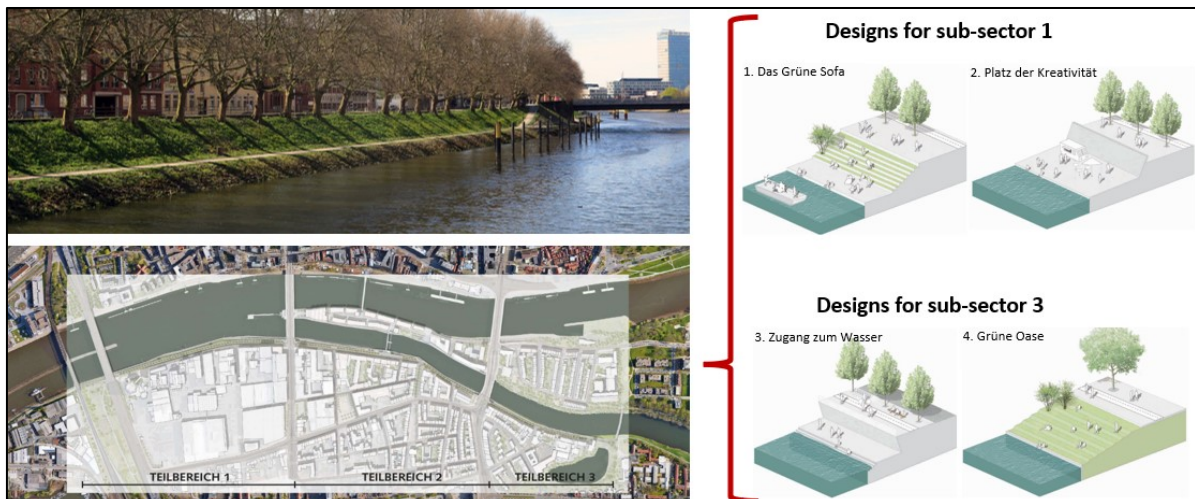 Designs for sub-sector 1
1. Das Grüne Sofa
2. Platz der Kreativität
Designs for sub-sector 3
3. Zugang zum Wasser
4. Grüne Oase
TEILBEREICH 1
TEILBEREICH 2
TEILBEREICH 3